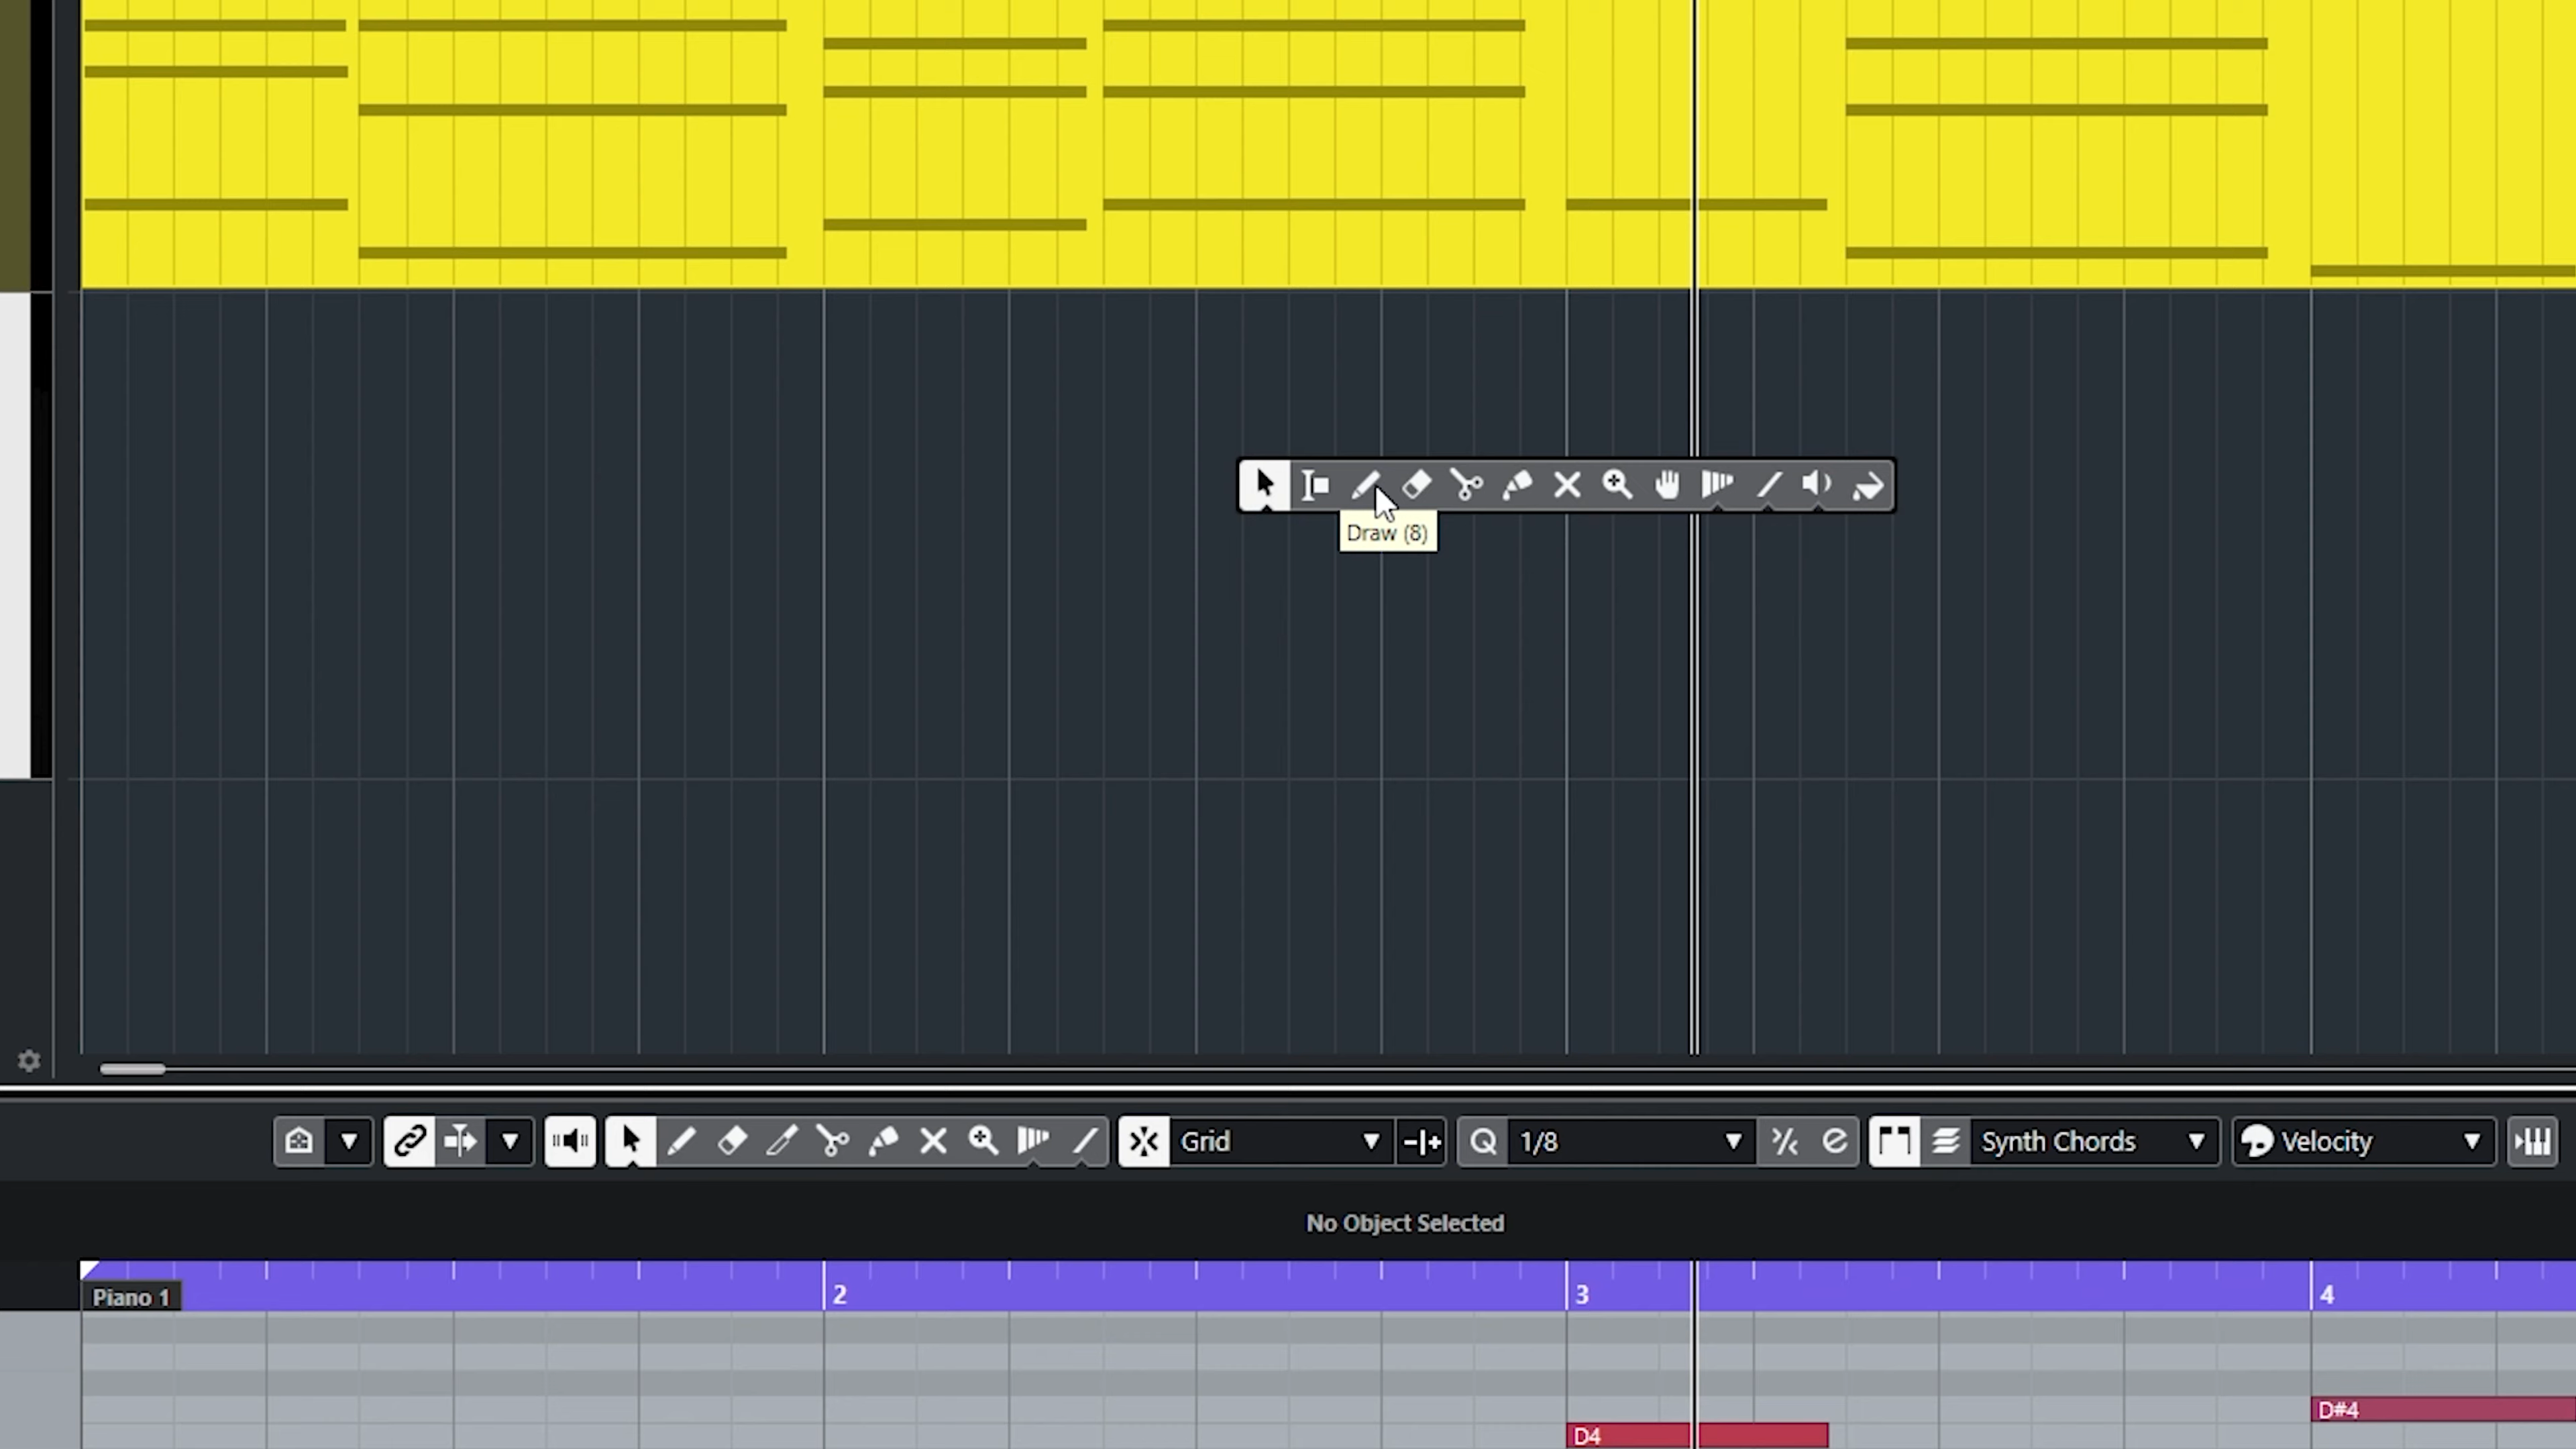 Draw (8)
Grid
Q
1/8
Synth Chords
Velocity
No Object Selected
2
3
4
Piano 1
D#4
D4